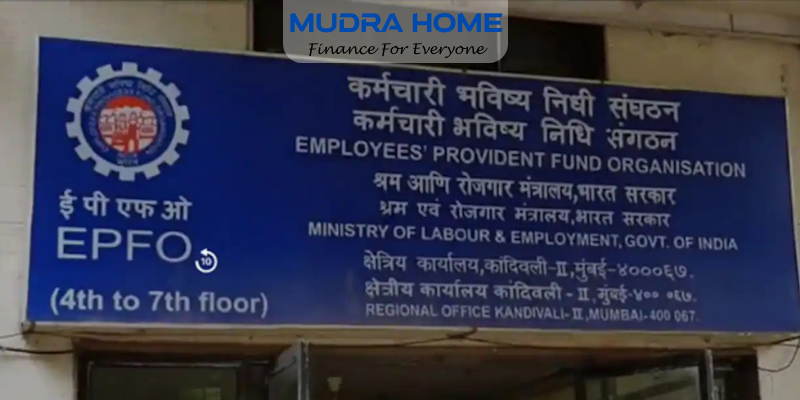 MUDRA HOME
Finance For Everyone
ई पी एफ ओ
EPFO
10
(4th to 7th floor)
कर्मचारी भविष्य निधी संघठन
कर्मचारी भविष्य निधि संगठन
EMPLOYEES' PROVIDENT FUND ORGANISATION
श्रम आणि रोजगार मंत्रालय,भारत सरकार
श्रम एवं रोजगार मंत्रालय,भारत सरकार
MINISTRY OF LABOUR & EMPLOYMENT, GOVT. OF INDIA
क्षेत्रिय कार्यालय,कांदिवली-II,मुंबई-४०००६७.
क्षेत्रीय कार्यालय कांदिवली - II,मुंबई-४०० ०६७.
REGIONAL OFFICE KANDIVALI-II,MUMBAI-400 067.